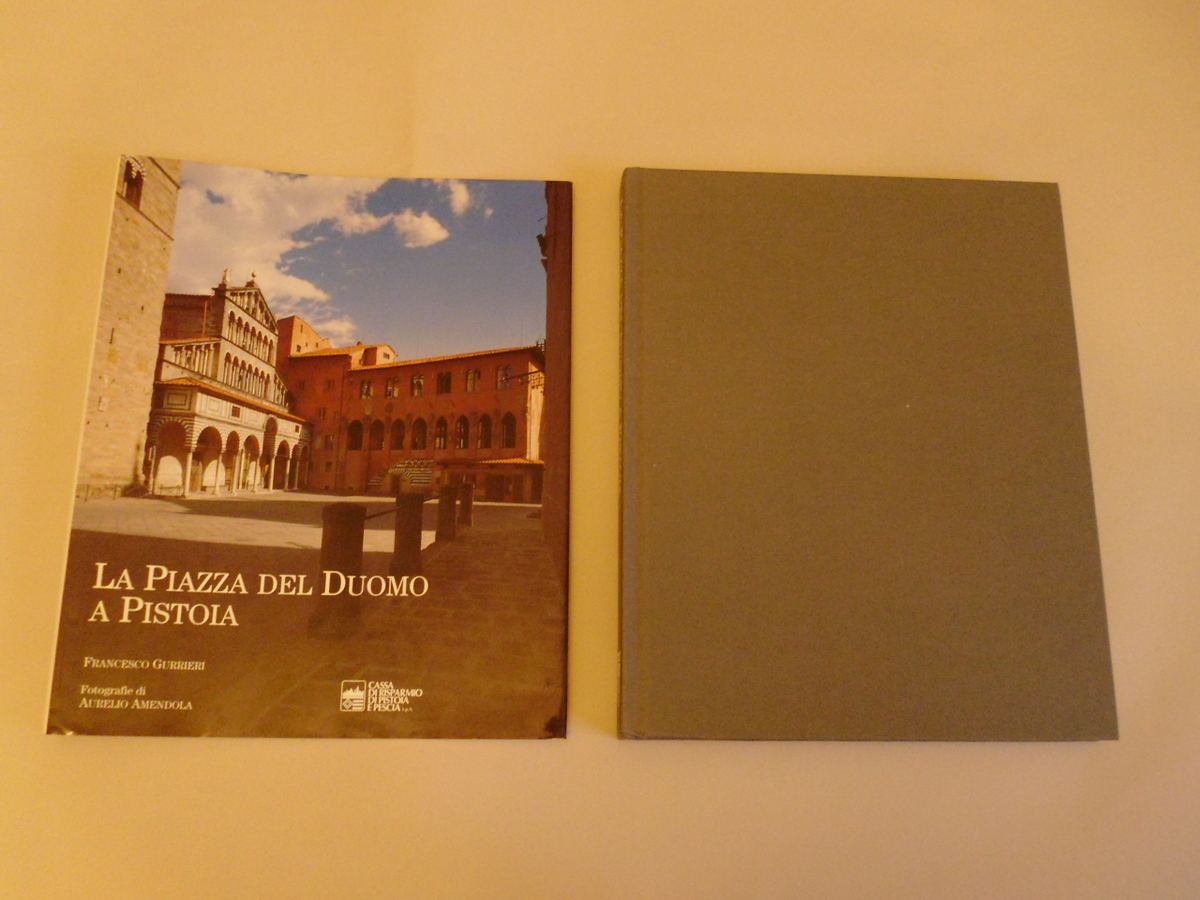 LA PIAZZA DEL DUOMO
A PISTOIA
FRANCESCO GURRIERI
Fotografie di
AURELIO AMENDOLA
CASSA
DI RISPARMIO
DI PISTOIA
E PESCIA S.p.A.